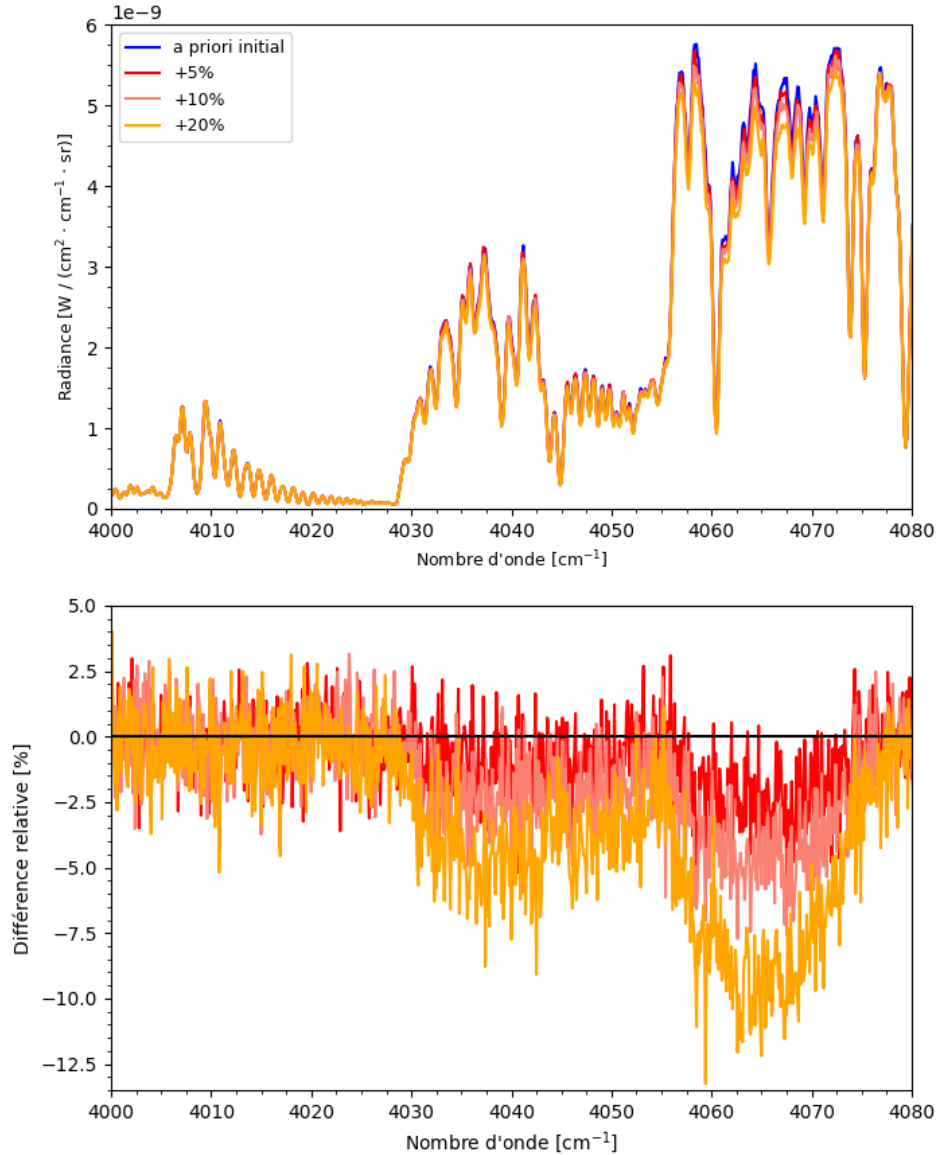 1e−9
6
5
4
3
2
1
0
Radiance [W / (cm² · cm⁻¹ · sr)]
a priori initial
+5%
+10%
+20%
4000 4010 4020 4030 4040 4050 4060 4070 4080
Nombre d'onde [cm⁻¹]
5.0
2.5
0.0
−2.5
−5.0
−7.5
−10.0
−12.5
Différence relative [%]
4000 4010 4020 4030 4040 4050 4060 4070 4080
Nombre d'onde [cm⁻¹]